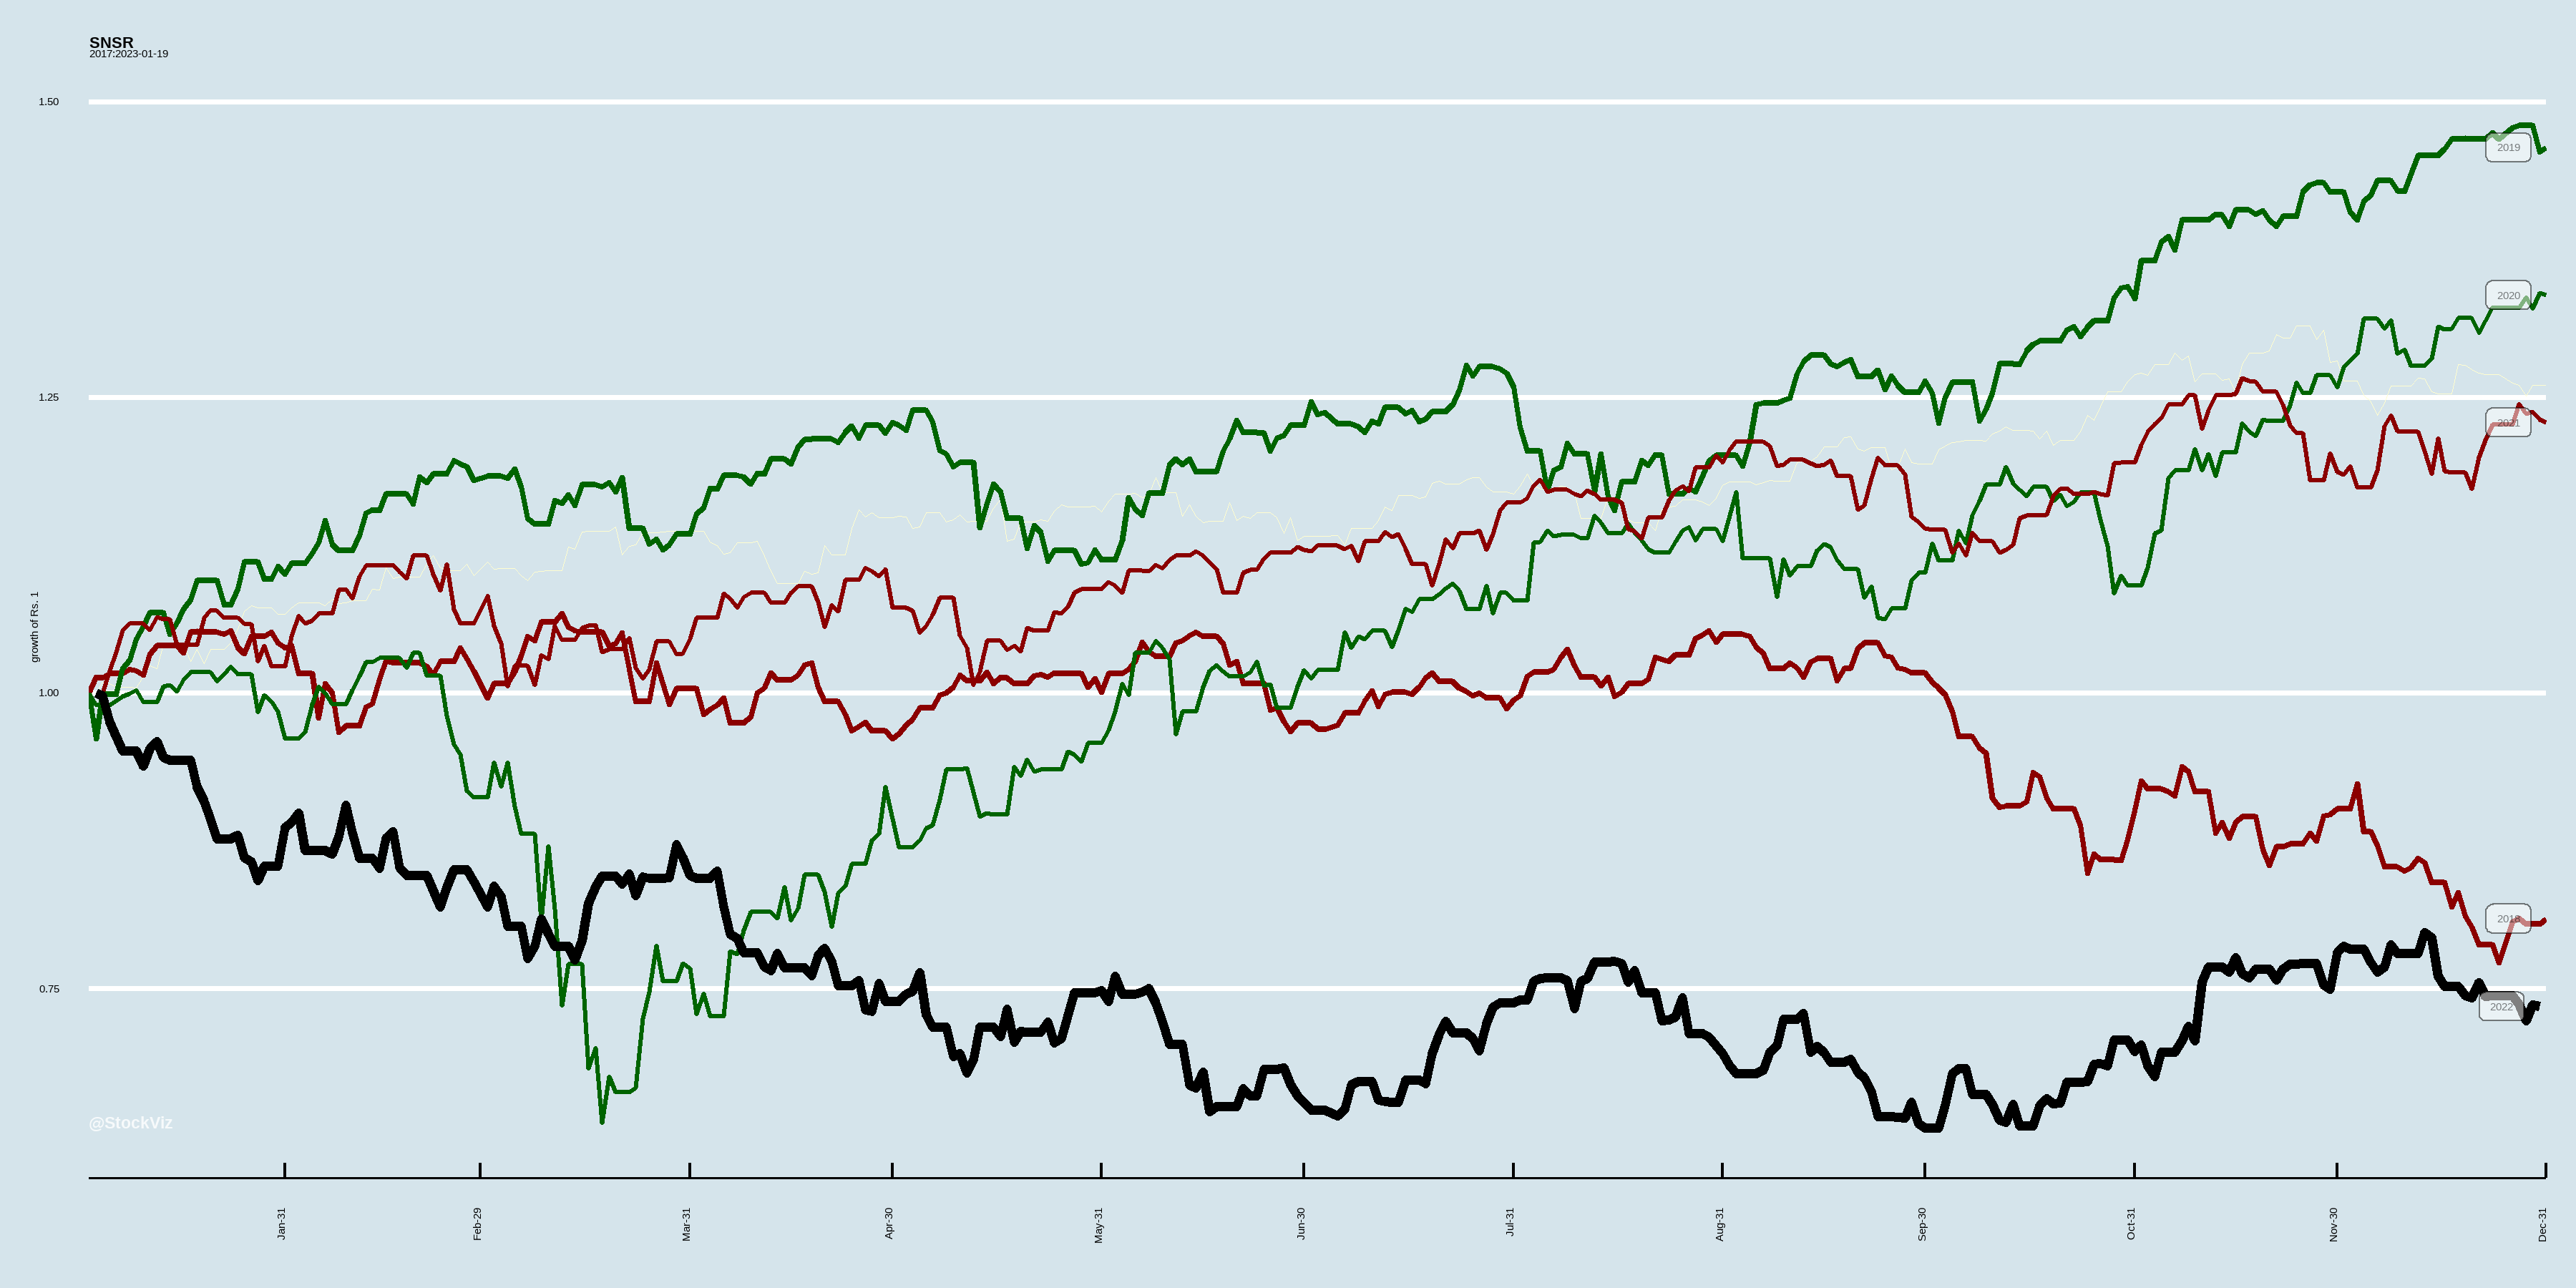 SNSR
2017:2023-01-19
1.50
1.25
1.00
0.75
growth of Rs. 1
2019
2020
2021
2018
2022
@StockViz
Jan-31
Feb-29
Mar-31
Apr-30
May-31
Jun-30
Jul-31
Aug-31
Sep-30
Oct-31
Nov-30
Dec-31